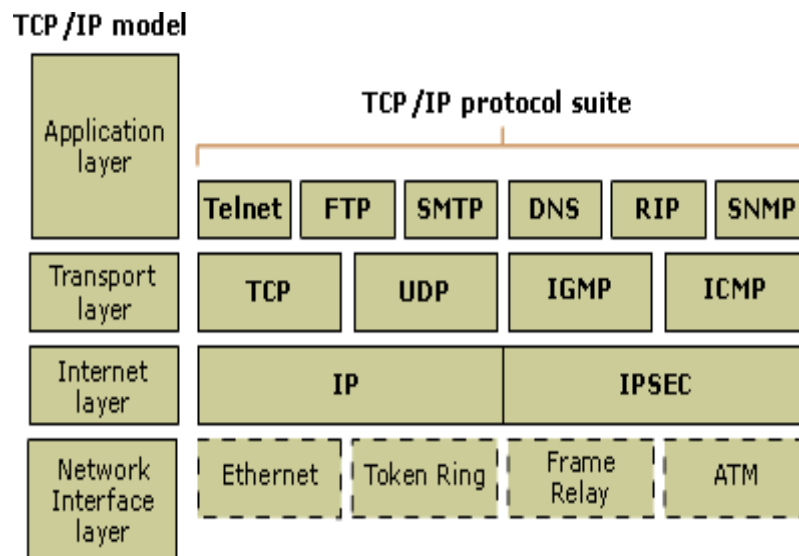 TCP/IP model
Application
layer
TCP/IP protocol suite
Telnet
FTP
SMTP
DNS
RIP
SNMP
Transport
layer
TCP
UDP
IGMP
ICMP
Internet
layer
IP
IPSEC
Network
Interface
layer
Ethernet
Token Ring
Frame
Relay
ATM